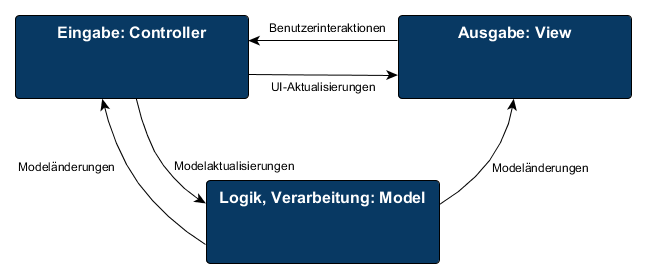 Eingabe: Controller
Benutzerinteraktionen
Ausgabe: View
UI-Aktualisierungen
Modeländerungen
Modelaktualisierungen
Modeländerungen
Logik, Verarbeitung: Model